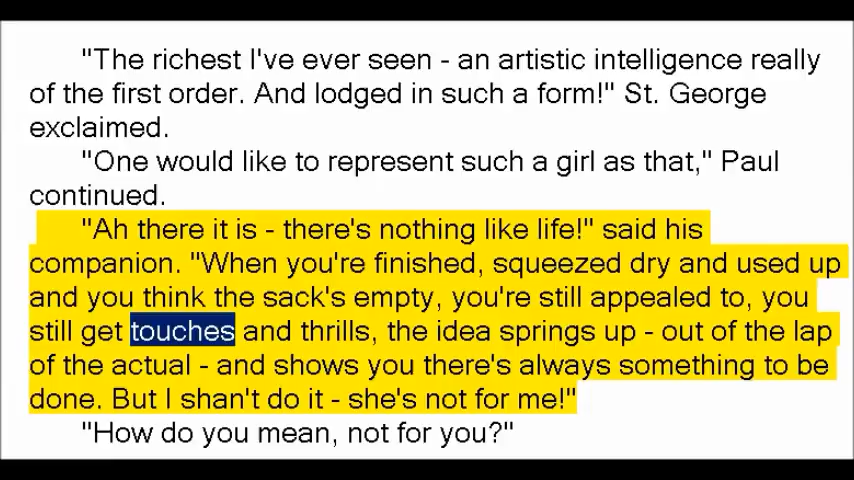 "The richest I've ever seen - an artistic intelligence really
of the first order. And lodged in such a form!" St. George
exclaimed.
"One would like to represent such a girl as that," Paul
continued.
"Ah there it is - there's nothing like life!" said his
companion. "When you're finished, squeezed dry and used up
and you think the sack's empty, you're still appealed to, you
still get touches and thrills, the idea springs up - out of the lap
of the actual - and shows you there's always something to be
done. But I shan't do it - she's not for me!"
"How do you mean, not for you?"